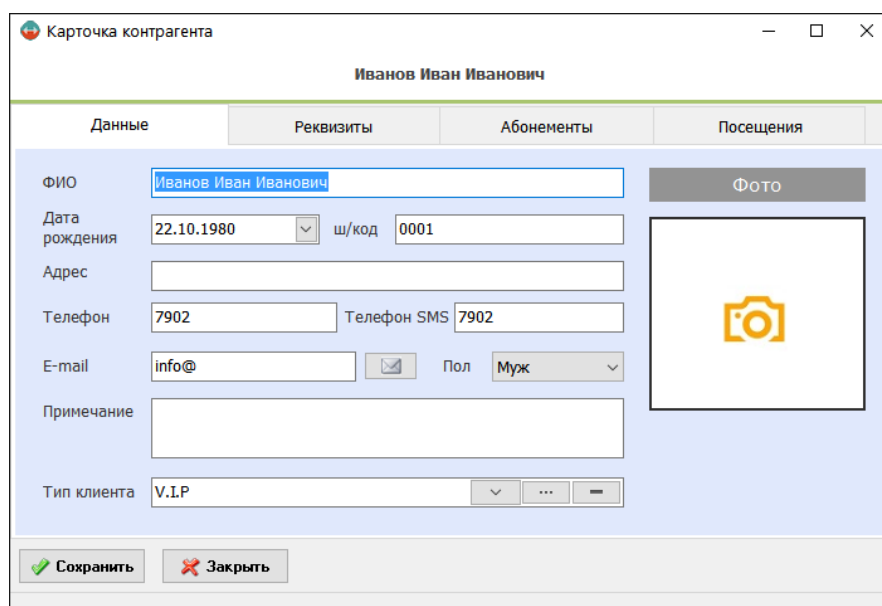 Карточка контрагента
Иванов Иван Иванович
Данные Реквизиты Абонементы Посещения
ФИО Иванов Иван Иванович Фото
Дата рождения 22.10.1980 ш/код 0001
Адрес
Телефон 7902 Телефон SMS 7902
E-mail info@ Пол Муж
Примечание
Тип клиента V.I.P ...
Сохранить Закрыть